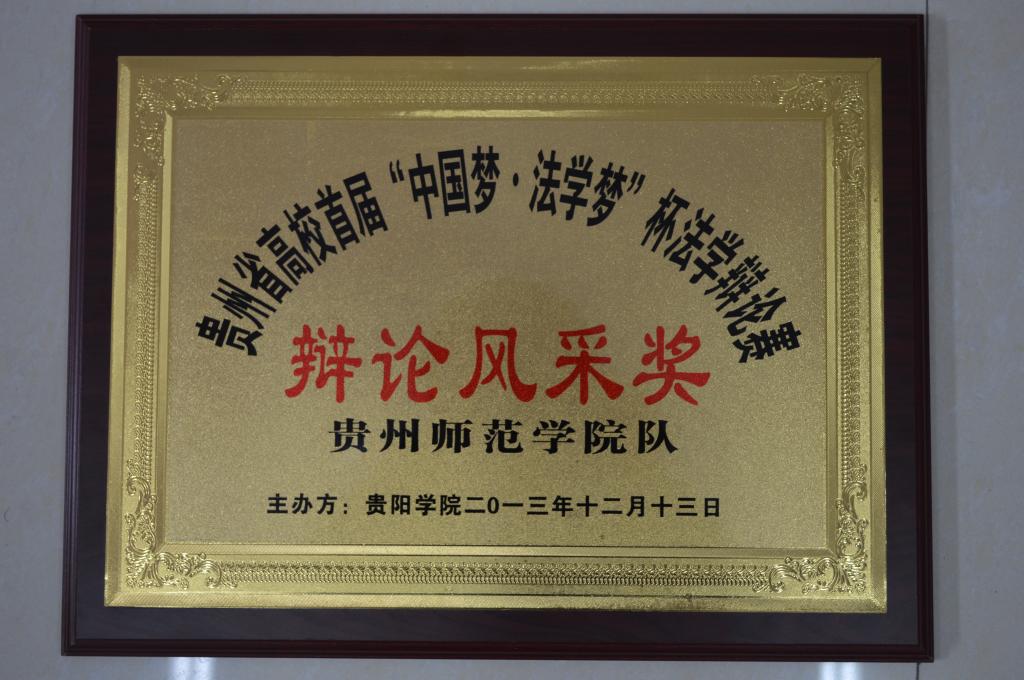 贵州省高校首届“中国梦·法学梦”杯法学辩论赛
辩论风采奖
贵州师范学院队
主办方：贵阳学院二0一三年十二月十三日